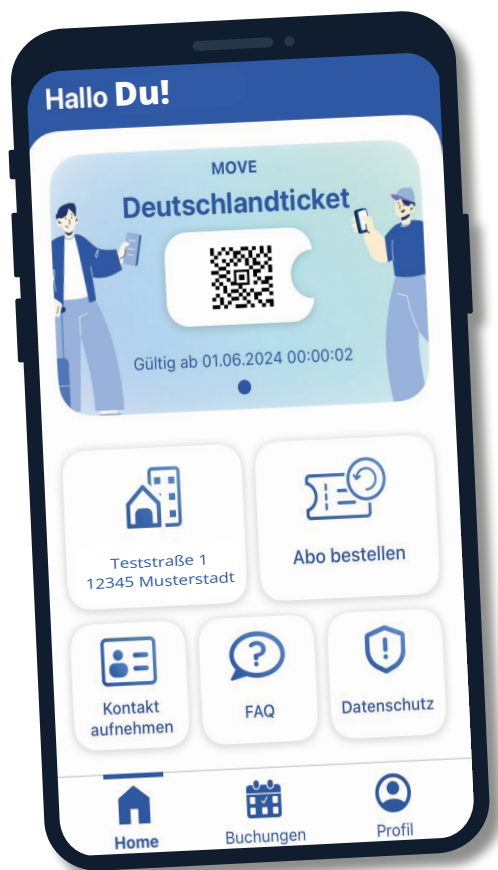 Hallo Du!
MOVE
Deutschlandticket
Gültig ab 01.06.2024 00:00:02
Teststraße 1
12345 Musterstadt
Abo bestellen
Kontakt
aufnehmen
FAQ
Datenschutz
Home
Buchungen
Profil